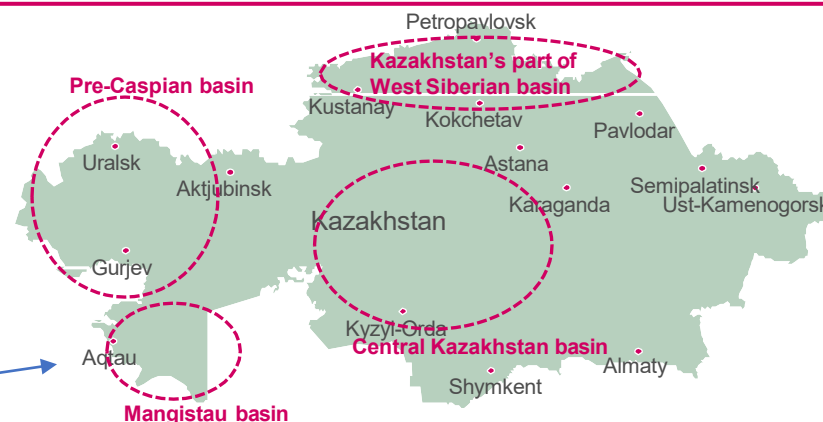 Petropavlovsk
Kazakhstan's part of
West Siberian basin
Pre-Caspian basin
Kustanay
Kokchetav
Pavlodar
Uralsk
Astana
Aktjubinsk
Semipalatinsk
Karaganda
Ust-Kamenogorsk
Kazakhstan
Gurjev
Kyzyl-Orda
Central Kazakhstan basin
Aqtau
Almaty
Shymkent
Mangistau basin